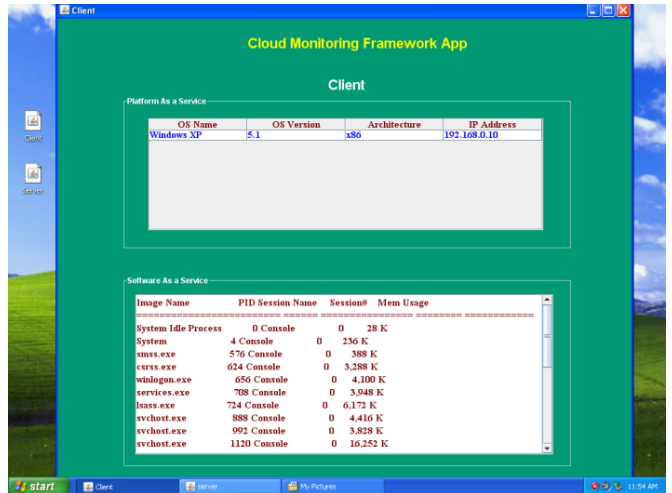 Client
Cloud Monitoring Framework App
Client
Platform As a Service
OS Name OS Version Architecture IP Address
Windows XP 5.1 x86 192.168.0.10
Client
Server
Software As a Service
Image Name PID Session Name Session# Mem Usage
========================= ====== ================ ======== ============
System Idle Process 0 Console 0 28 K
System 4 Console 0 236 K
smss.exe 576 Console 0 388 K
csrss.exe 624 Console 0 3,288 K
winlogon.exe 656 Console 0 4,100 K
services.exe 708 Console 0 3,948 K
lsass.exe 724 Console 0 6,172 K
svchost.exe 888 Console 0 4,416 K
svchost.exe 992 Console 0 3,828 K
svchost.exe 1120 Console 0 16,252 K
start Client server My Pictures 11:54 AM